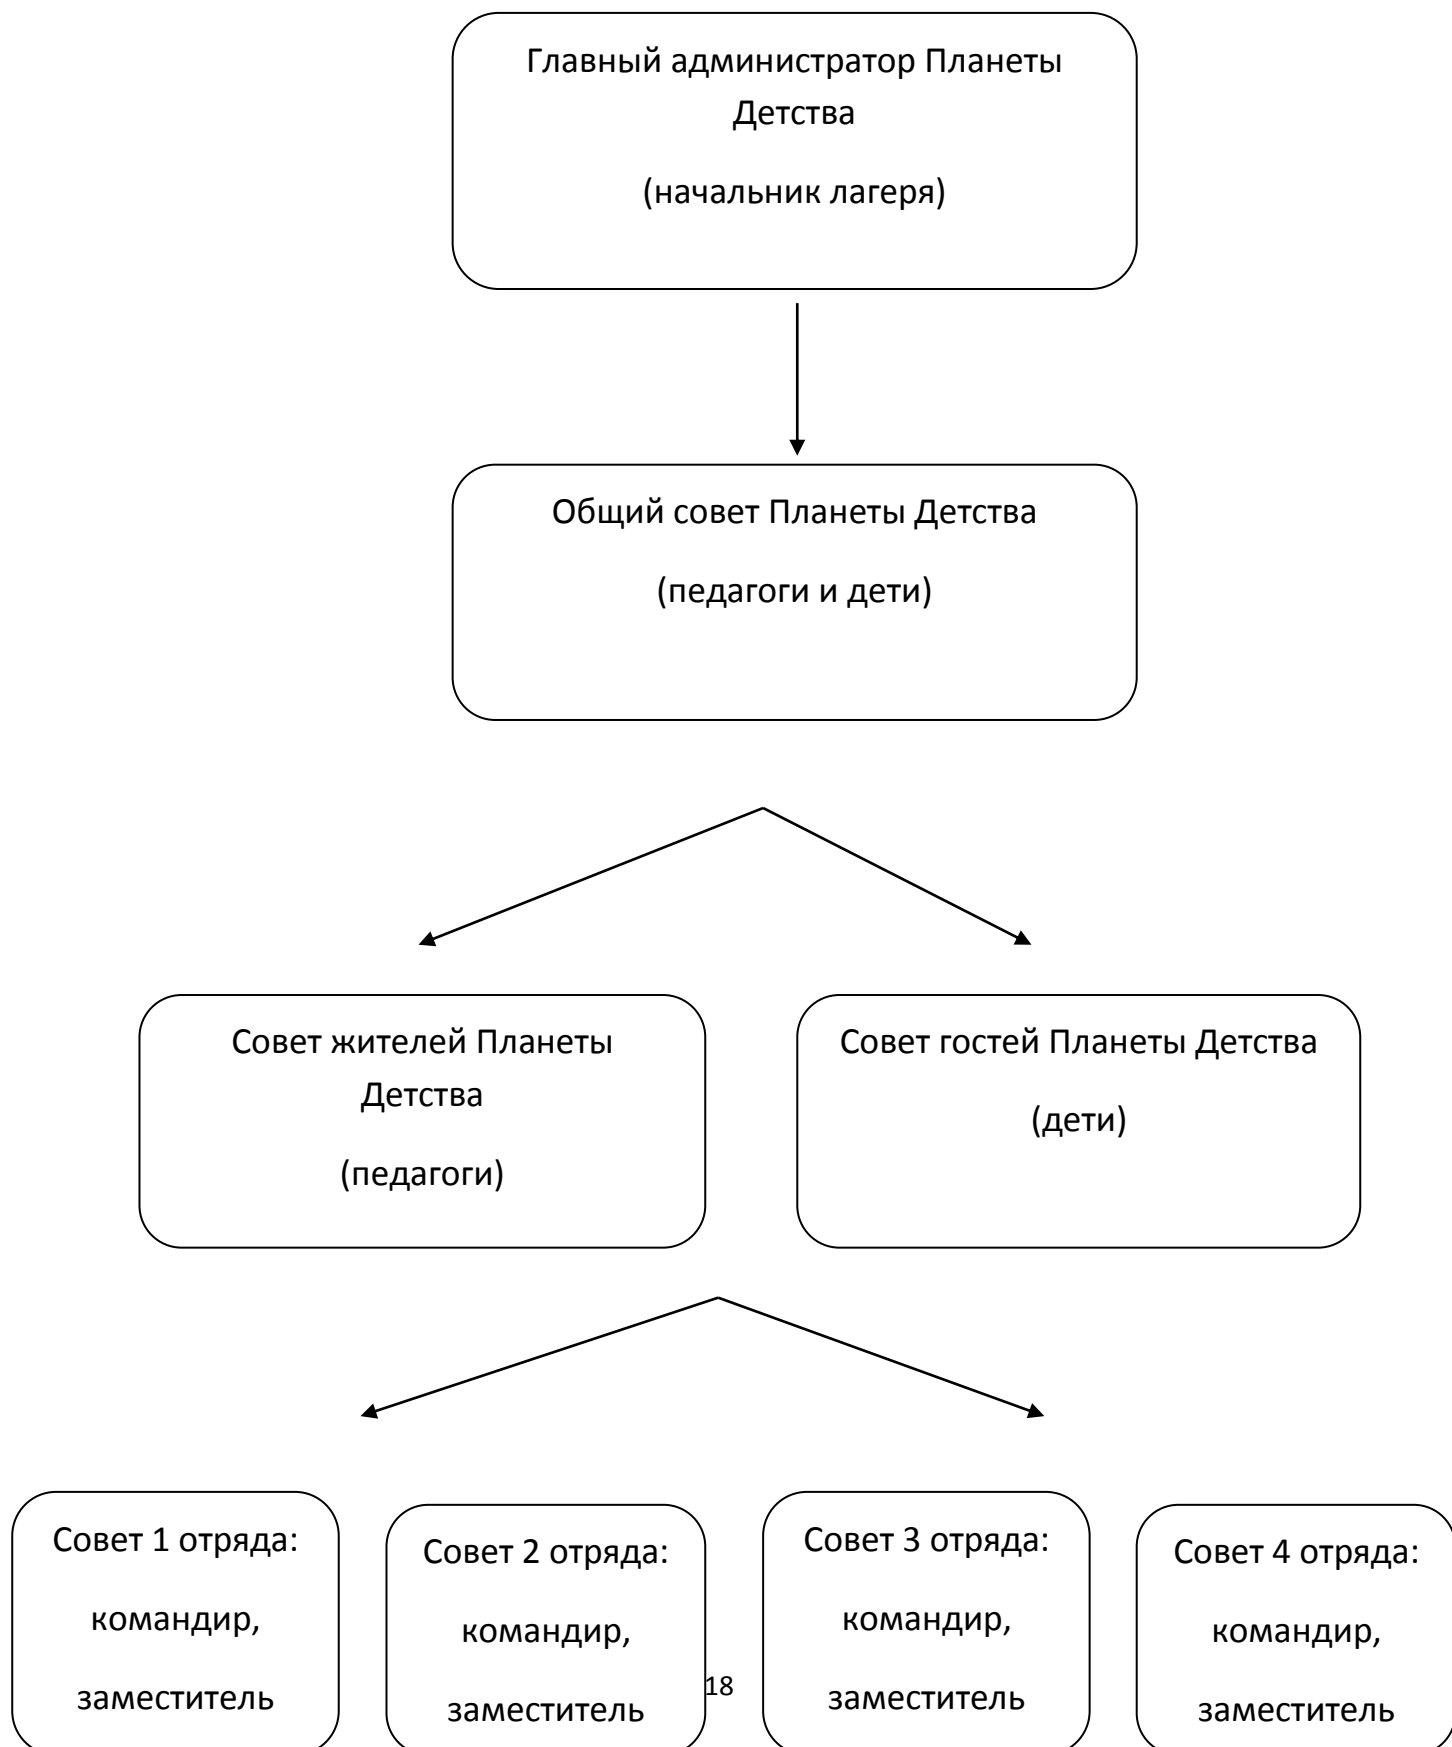 Главный администратор Планеты
Детства
(начальник лагеря)
Общий совет Планеты Детства
(педагоги и дети)
Совет жителей Планеты
Детства
(педагоги)
Совет гостей Планеты Детства
(дети)
Совет 1 отряда:
командир,
заместитель
Совет 2 отряда:
командир,
заместитель
Совет 3 отряда:
командир,
заместитель
Совет 4 отряда:
командир,
заместитель
18